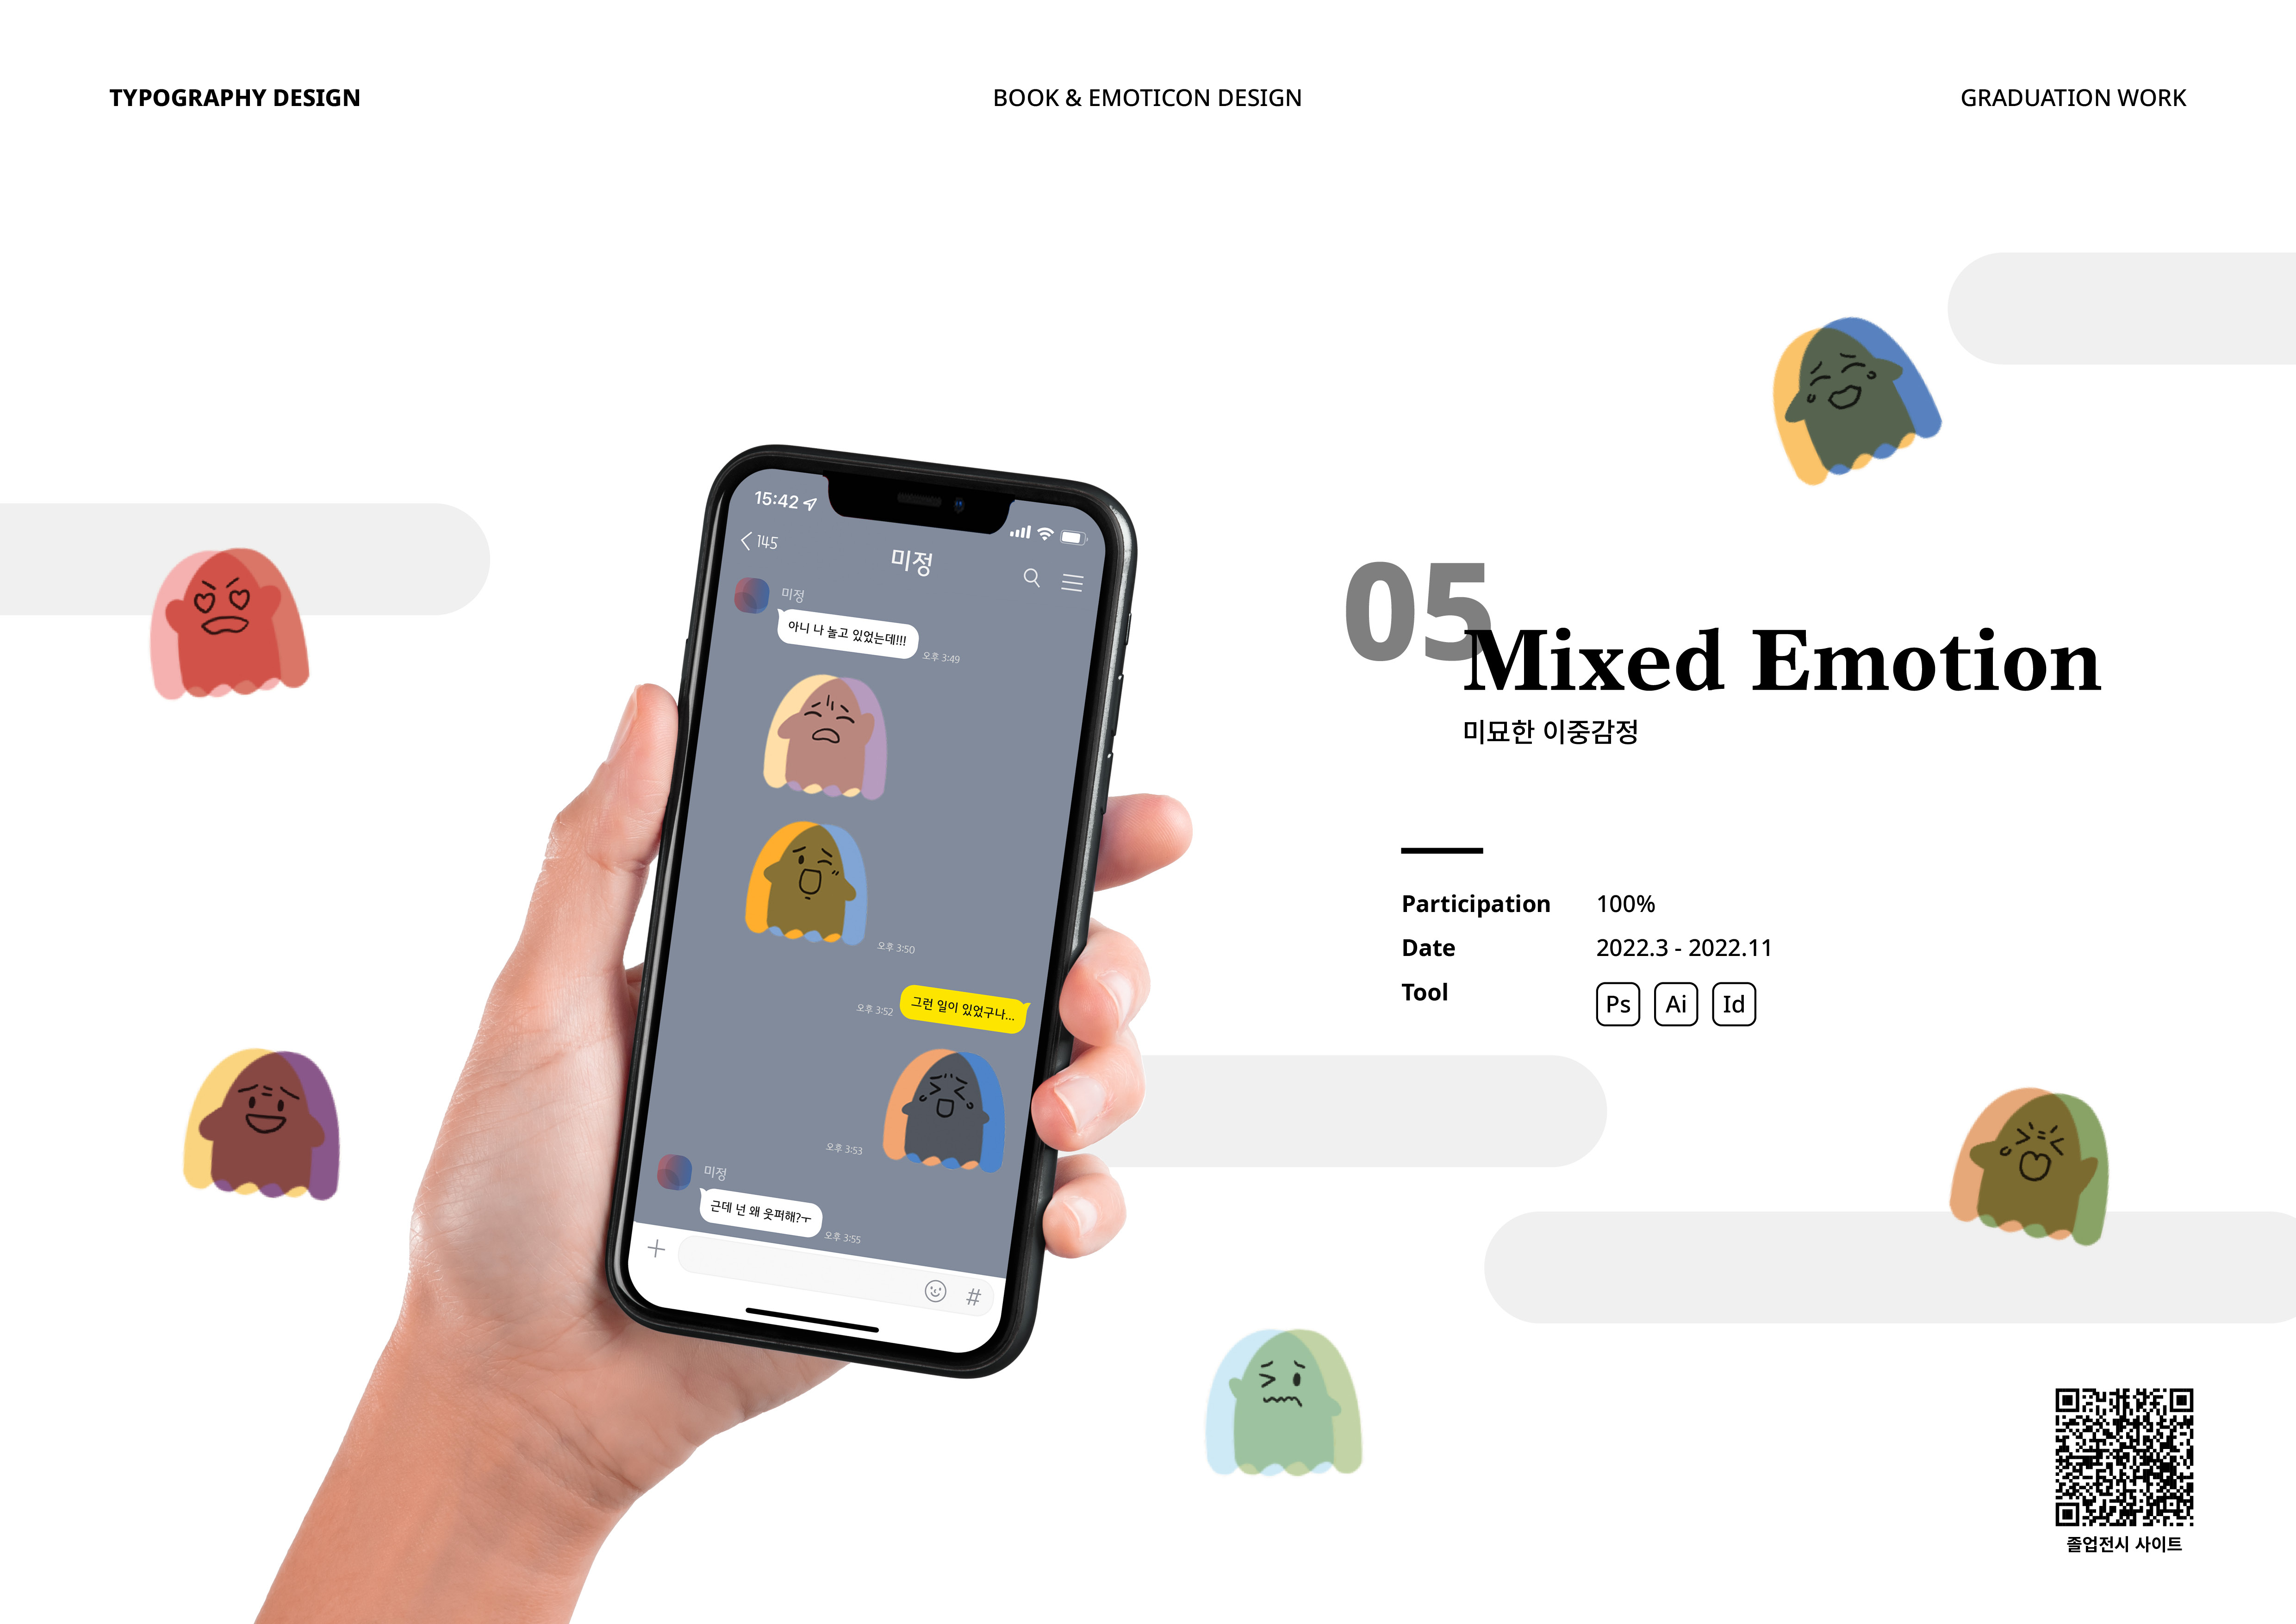 TYPOGRAPHY DESIGN
BOOK & EMOTICON DESIGN
GRADUATION WORK
15:42
145
미정
미정
아니 나 놀고 있었는데!!!
오후 3:49
오후 3:50
그런 일이 있었구나...
오후 3:52
오후 3:53
미정
근데 넌 왜 웃퍼해?ㅜ
오후 3:55
#
05
Mixed Emotion
미묘한 이중감정
Participation 100%
Date 2022.3 - 2022.11
Tool Ps Ai Id
졸업전시 사이트